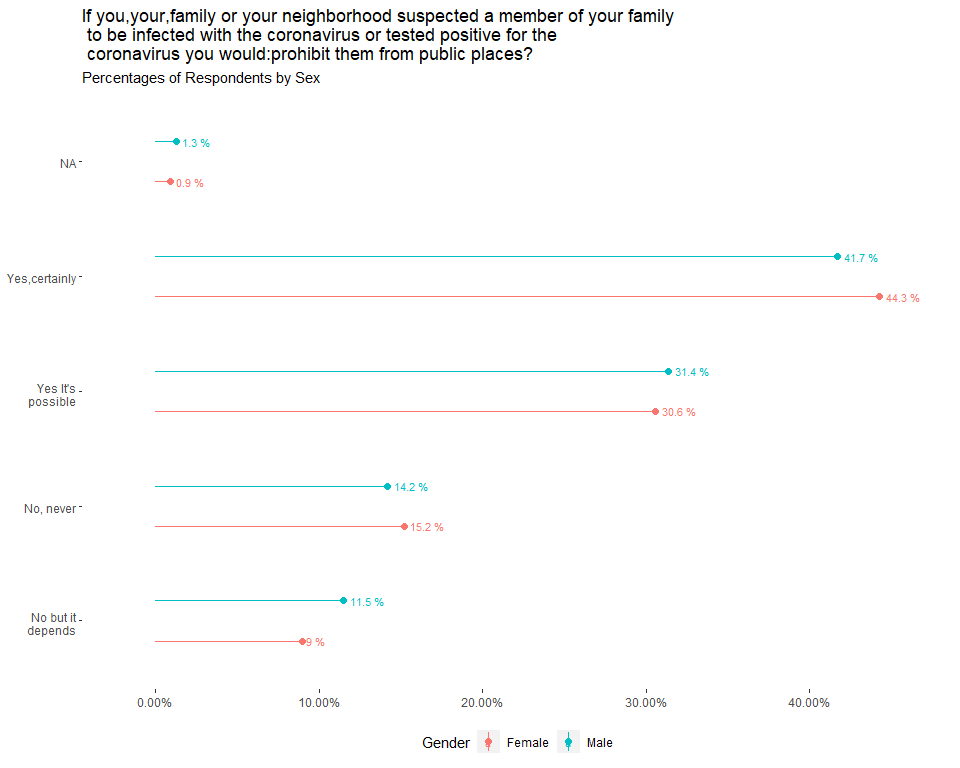 If you,your,family or your neighborhood suspected a member of your family
to be infected with the coronavirus or tested positive for the
coronavirus you would:prohibit them from public places?
Percentages of Respondents by Sex
1.3 %
NA
0.9 %
41.7 %
Yes,certainly
44.3 %
31.4 %
Yes It's
possible
30.6 %
14.2 %
No, never
15.2 %
11.5 %
No but it
depends
9 %
0.00% 10.00% 20.00% 30.00% 40.00%
Gender Female Male